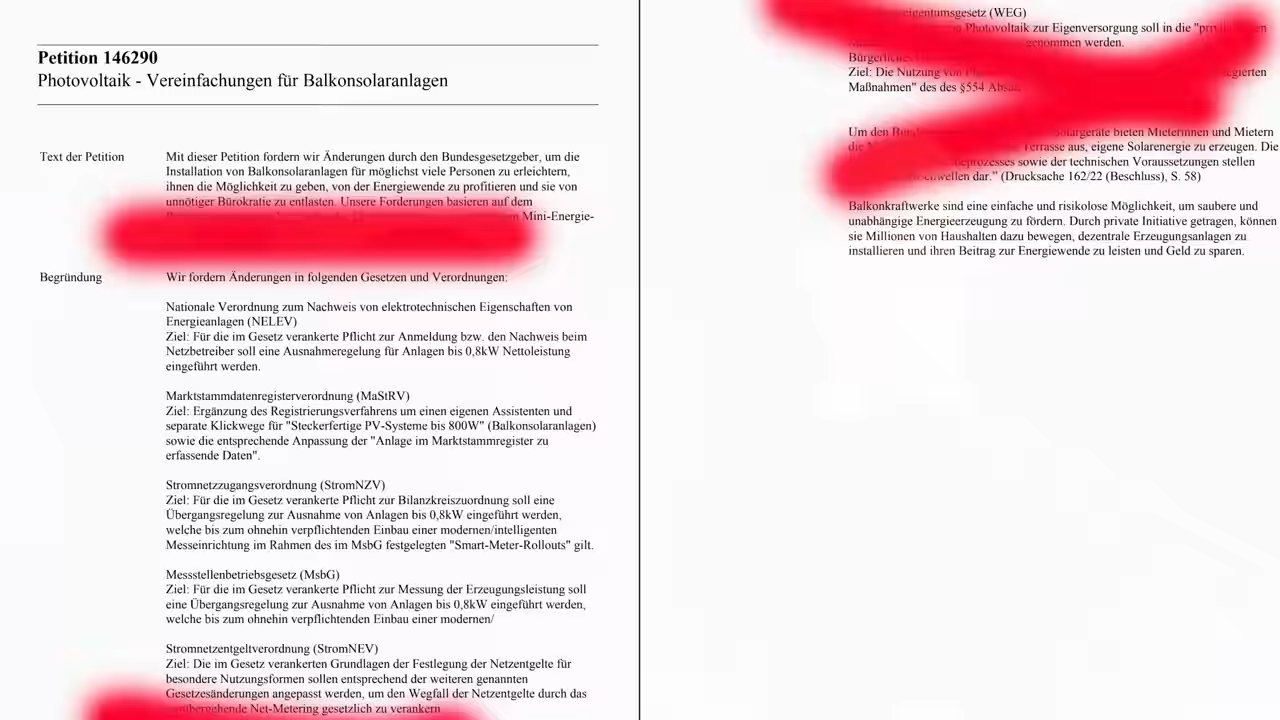 Petition 146290
Photovoltaik - Vereinfachungen für Balkonsolaranlagen
Text der Petition
Mit dieser Petition fordern wir Änderungen durch den Bundesgesetzgeber, um die
Installation von Balkonsolaranlagen für möglichst viele Personen zu erleichtern,
ihnen die Möglichkeit zu geben, von der Energiewende zu profitieren und sie von
unnötiger Bürokratie zu entlasten. Unsere Forderungen basieren auf dem
Mini-Energie-
Begründung
Wir fordern Änderungen in folgenden Gesetzen und Verordnungen:
Nationale Verordnung zum Nachweis von elektrotechnischen Eigenschaften von
Energieanlagen (NELEV)
Ziel: Für die im Gesetz verankerte Pflicht zur Anmeldung bzw. den Nachweis beim
Netzbetreiber soll eine Ausnahmeregelung für Anlagen bis 0,8kW Nettoleistung
eingeführt werden.
Marktstammdatenregisterverordnung (MaStRV)
Ziel: Ergänzung des Registrierungsverfahrens um einen eigenen Assistenten und
separate Klickwege für "Steckerfertige PV-Systeme bis 800W" (Balkonsolaranlagen)
sowie die entsprechende Anpassung der "Anlage im Marktstammregister zu
erfassende Daten".
Stromnetzzugangsverordnung (StromNZV)
Ziel: Für die im Gesetz verankerte Pflicht zur Bilanzkreiszuordnung soll eine
Übergangsregelung zur Ausnahme von Anlagen bis 0,8kW eingeführt werden,
welche bis zum ohnehin verpflichtenden Einbau einer modernen/intelligenten
Messeinrichtung im Rahmen des im MsbG festgelegten "Smart-Meter-Rollouts" gilt.
Messstellenbetriebsgesetz (MsbG)
Ziel: Für die im Gesetz verankerte Pflicht zur Messung der Erzeugungsleistung soll
eine Übergangsregelung zur Ausnahme von Anlagen bis 0,8kW eingeführt werden,
welche bis zum ohnehin verpflichtenden Einbau einer modernen/
Stromnetzentgeltverordnung (StromNEV)
Ziel: Die im Gesetz verankerten Grundlagen der Festlegung der Netzentgelte für
besondere Nutzungsformen sollen entsprechend der weiteren genannten
Gesetzesänderungen angepasst werden, um den Wegfall der Netzentgelte durch das
Net-Metering gesetzlich zu verankern
(WEG)
Photovoltaik zur Eigenversorgung soll in die
werden.
Ziel: Die Nutzung von
Maßnahmen" des des §554
Um den
bieten Mieterinnen und Mietern
Terrasse aus, eigene Solarenergie zu erzeugen. Die
sowie der technischen Voraussetzungen stellen
dar.” (Drucksache 162/22 (Beschluss), S. 58)
Balkonkraftwerke sind eine einfache und risikolose Möglichkeit, um saubere und
unabhängige Energieerzeugung zu fördern. Durch private Initiative getragen, können
sie Millionen von Haushalten dazu bewegen, dezentrale Erzeugungsanlagen zu
installieren und ihren Beitrag zur Energiewende zu leisten und Geld zu sparen.